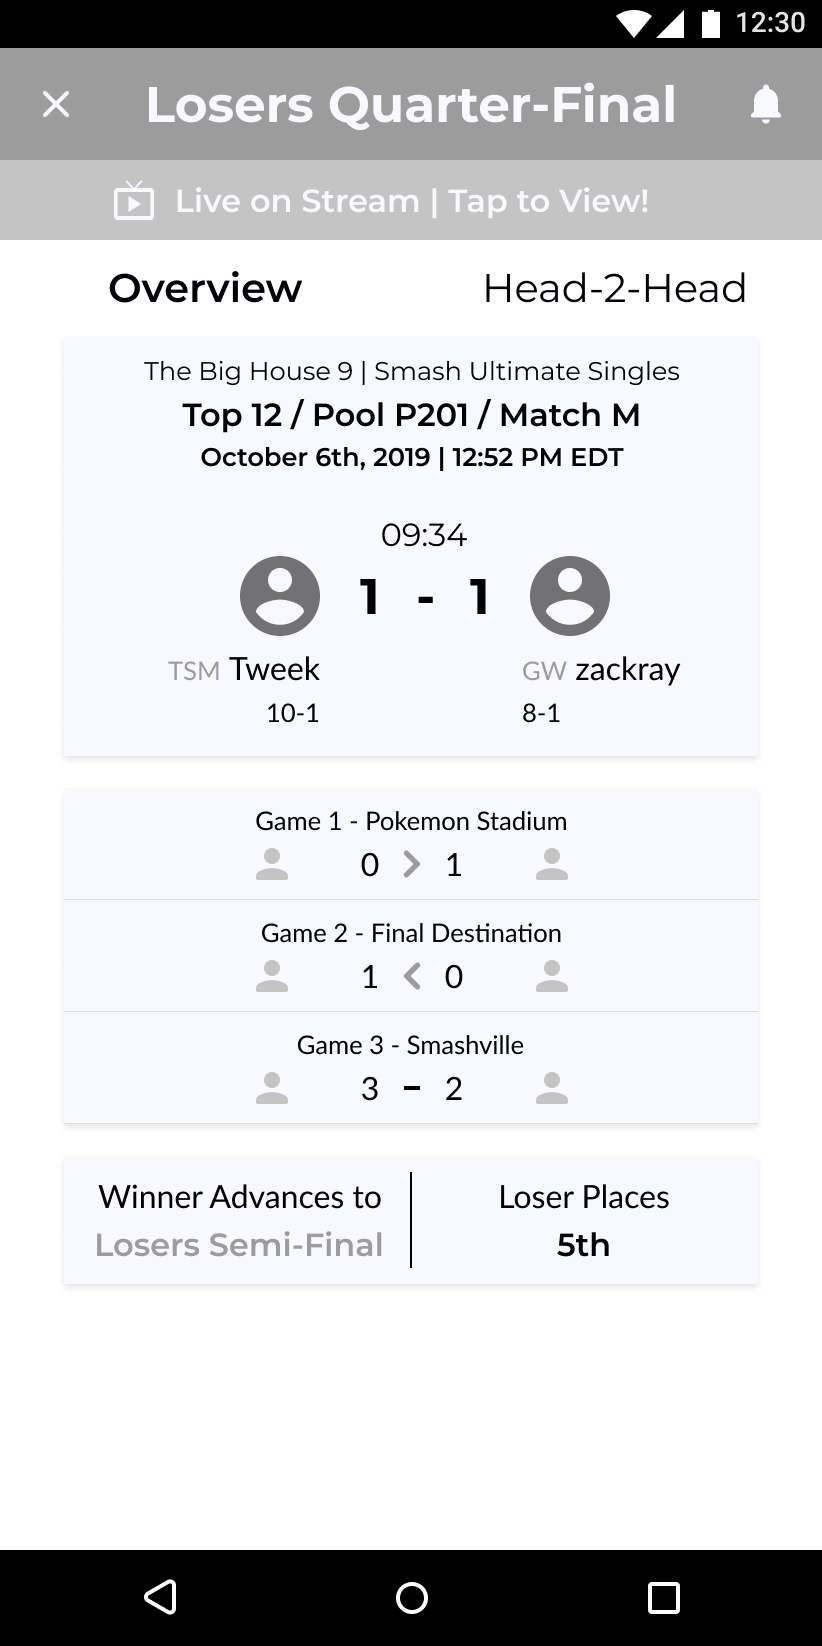 12:30
Losers Quarter-Final
Live on Stream | Tap to View!
Overview Head-2-Head
The Big House 9 | Smash Ultimate Singles
Top 12 / Pool P201 / Match M
October 6th, 2019 | 12:52 PM EDT
09:34
1 - 1
TSM Tweek GW zackray
10-1 8-1
Game 1 - Pokemon Stadium
0 > 1
Game 2 - Final Destination
1 < 0
Game 3 - Smashville
3 - 2
Winner Advances to Loser Places
Losers Semi-Final 5th